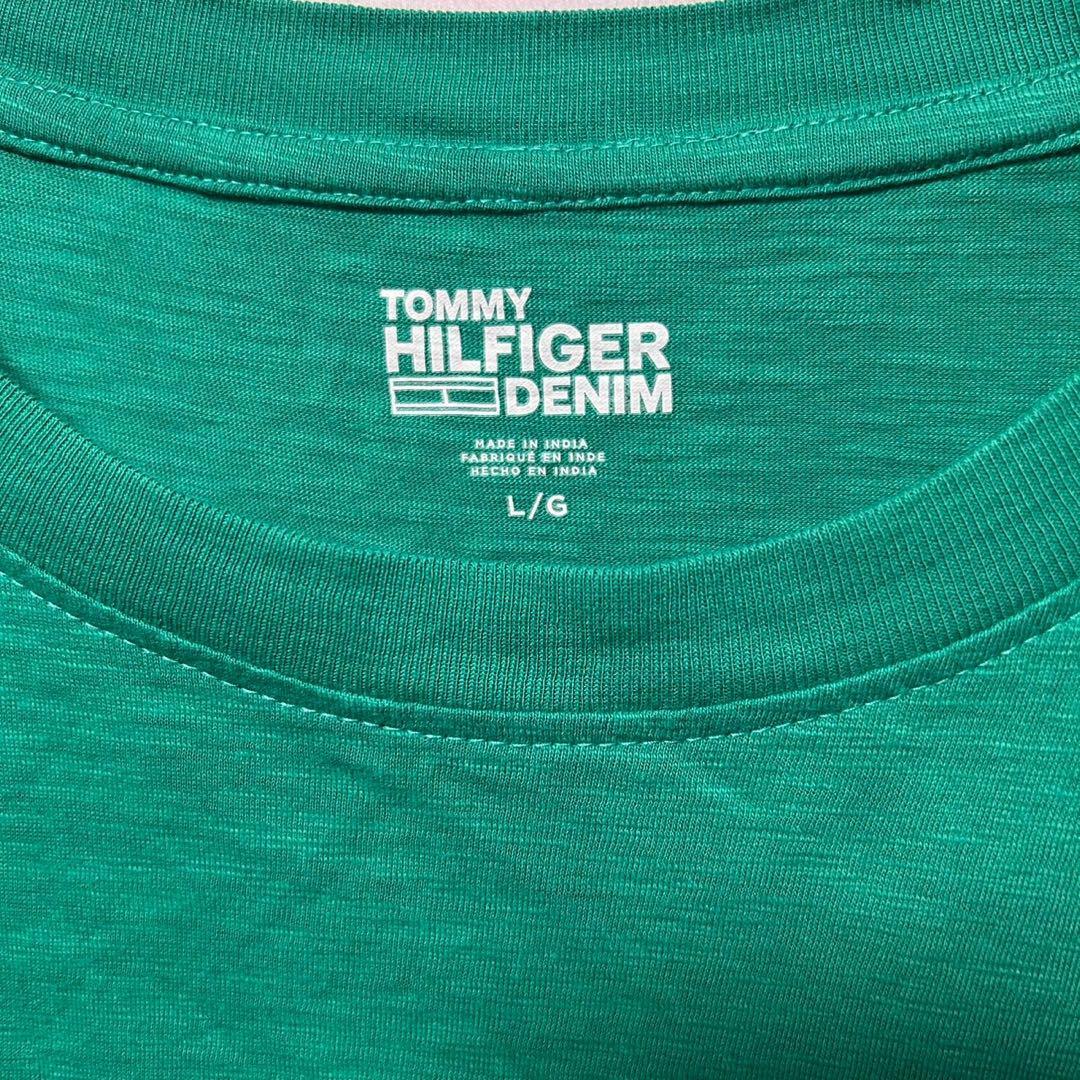 TOMMY
HILFIGER
DENIM
MADE IN INDIA
FABRIQUÉ EN INDE
HECHO EN INDIA
L/G